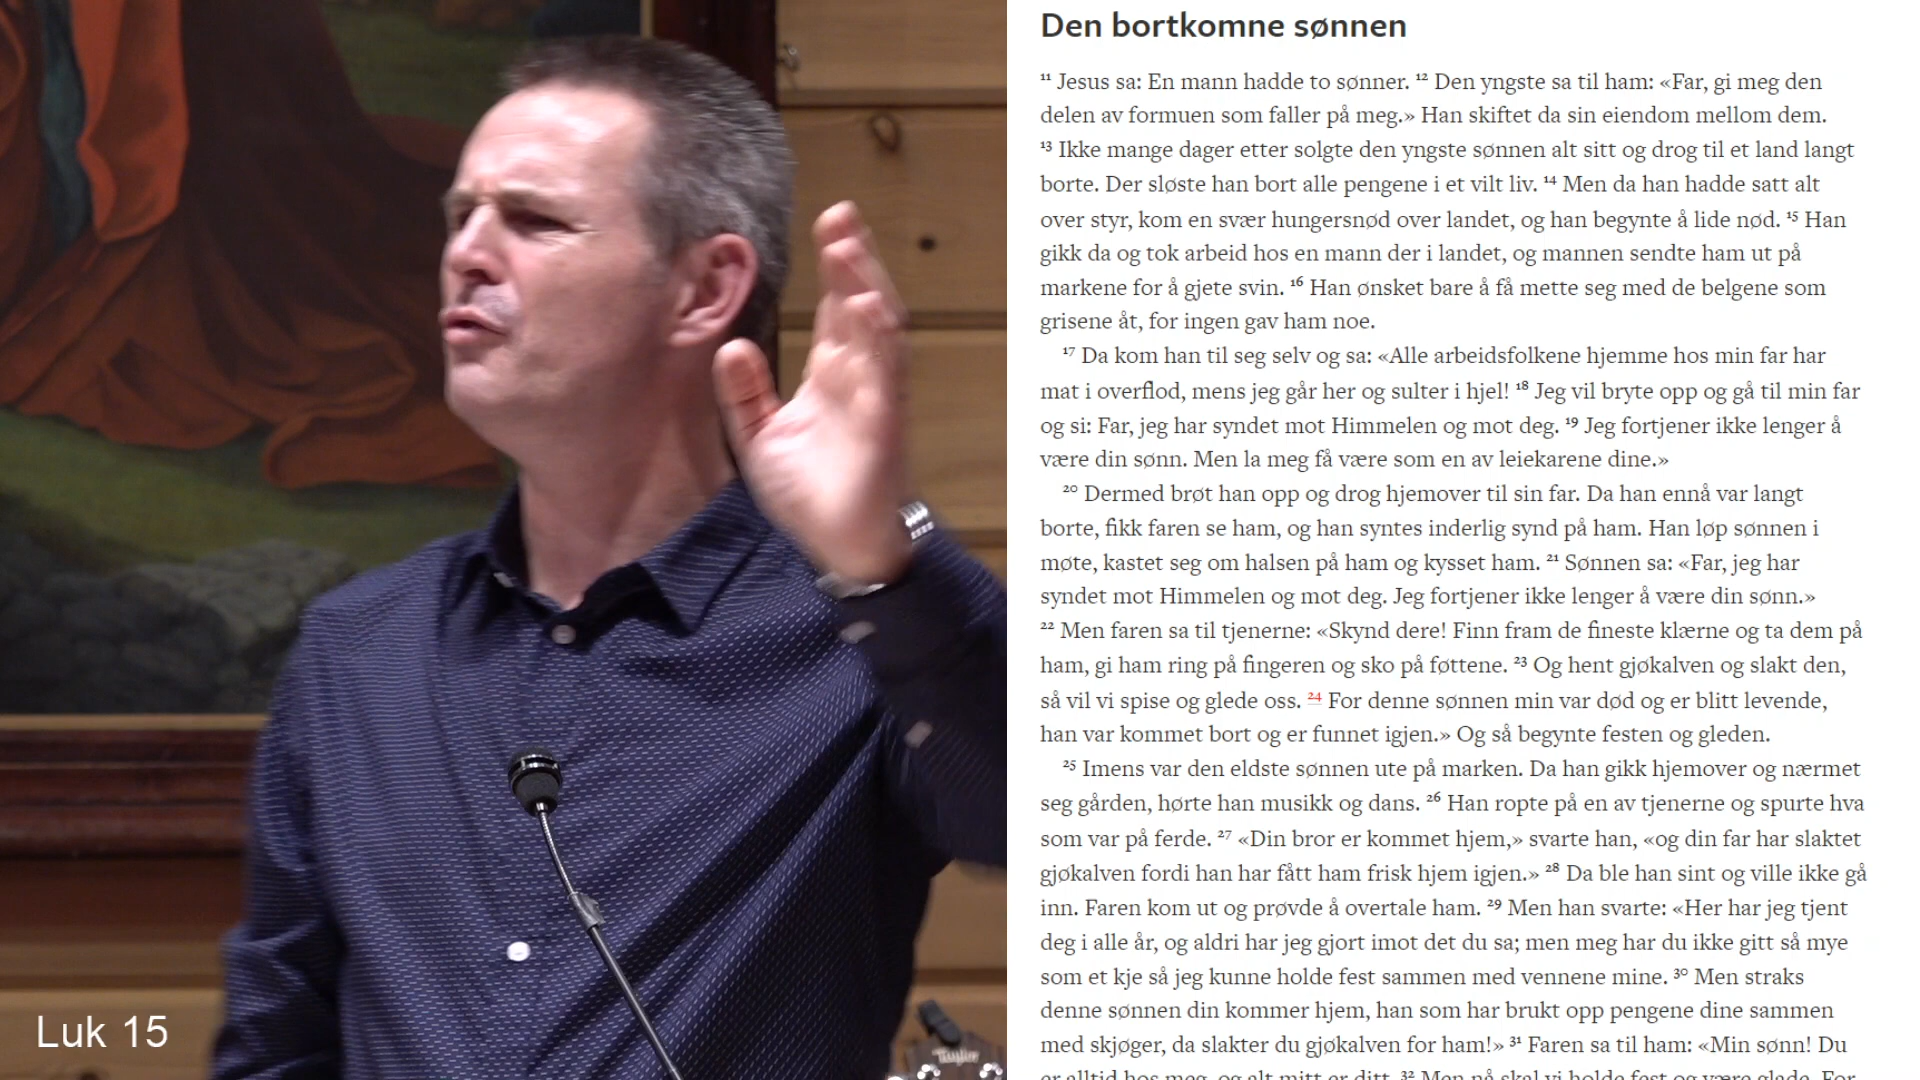 Den bortkomne sønnen
¹¹ Jesus sa: En mann hadde to sønner. ¹² Den yngste sa til ham: «Far, gi meg den
delen av formuen som faller på meg.» Han skiftet da sin eiendom mellom dem.
¹³ Ikke mange dager etter solgte den yngste sønnen alt sitt og drog til et land langt
borte. Der sløste han bort alle pengene i et vilt liv. ¹⁴ Men da han hadde satt alt
over styr, kom en svær hungersnød over landet, og han begynte å lide nød. ¹⁵ Han
gikk da og tok arbeid hos en mann der i landet, og mannen sendte ham ut på
markene for å gjete svin. ¹⁶ Han ønsket bare å få mette seg med de belgene som
grisene åt, for ingen gav ham noe.
¹⁷ Da kom han til seg selv og sa: «Alle arbeidsfolkene hjemme hos min far har
mat i overflod, mens jeg går her og sulter i hjel! ¹⁸ Jeg vil bryte opp og gå til min far
og si: Far, jeg har syndet mot Himmelen og mot deg. ¹⁹ Jeg fortjener ikke lenger å
være din sønn. Men la meg få være som en av leiekarene dine.»
²⁰ Dermed brøt han opp og drog hjemover til sin far. Da han ennå var langt
borte, fikk faren se ham, og han syntes inderlig synd på ham. Han løp sønnen i
møte, kastet seg om halsen på ham og kysset ham. ²¹ Sønnen sa: «Far, jeg har
syndet mot Himmelen og mot deg. Jeg fortjener ikke lenger å være din sønn.»
²² Men faren sa til tjenerne: «Skynd dere! Finn fram de fineste klærne og ta dem på
ham, gi ham ring på fingeren og sko på føttene. ²³ Og hent gjøkalven og slakt den,
så vil vi spise og glede oss. ²⁴ For denne sønnen min var død og er blitt levende,
han var kommet bort og er funnet igjen.» Og så begynte festen og gleden.
²⁵ Imens var den eldste sønnen ute på marken. Da han gikk hjemover og nærmet
seg gården, hørte han musikk og dans. ²⁶ Han ropte på en av tjenerne og spurte hva
som var på ferde. ²⁷ «Din bror er kommet hjem,» svarte han, «og din far har slaktet
gjøkalven fordi han har fått ham frisk hjem igjen.» ²⁸ Da ble han sint og ville ikke gå
inn. Faren kom ut og prøvde å overtale ham. ²⁹ Men han svarte: «Her har jeg tjent
deg i alle år, og aldri har jeg gjort imot det du sa; men meg har du ikke gitt så mye
som et kje så jeg kunne holde fest sammen med vennene mine. ³⁰ Men straks
denne sønnen din kommer hjem, han som har brukt opp pengene dine sammen
med skjøger, da slakter du gjøkalven for ham!» ³¹ Faren sa til ham: «Min sønn! Du
er alltid hos meg, og alt mitt er ditt. ³² Men nå skal vi holde fest og være glade. For
Luk 15
Taylor